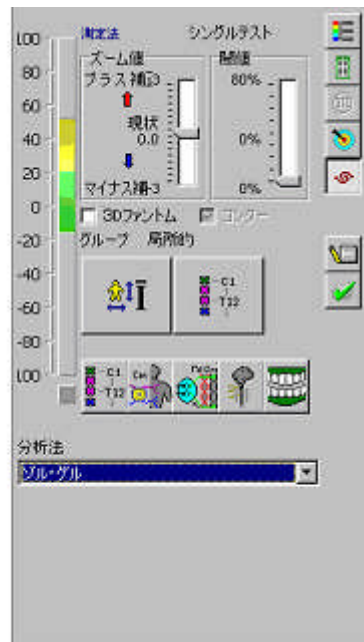 測定法 シングルテスト
ズーム値 閾値
プラス補:3 80%
現状
0.0 0%
マイナス補-3 0%
3Dファントム コンター
グループ 局所的
100
80
60
40
20
0
-20
-40
-60
-80
100
C1
T12
C1
T12
Cm
分析法
ゾル・ゲル